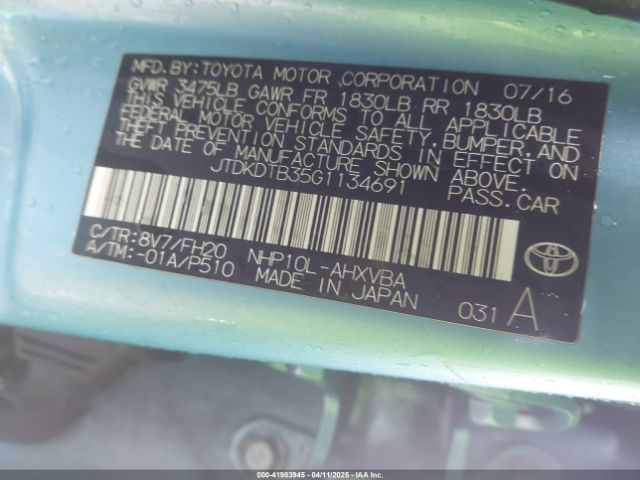 MFD. BY: TOYOTA MOTOR CORPORATION 07/16
GVWR 3475LB GAWR FR 1830LB RR 1830LB
THIS VEHICLE CONFORMS TO ALL APPLICABLE
FEDERAL MOTOR VEHICLE SAFETY, BUMPER, AND
THEFT PREVENTION STANDARDS IN EFFECT ON
THE DATE OF MANUFACTURE SHOWN ABOVE.
JTDKDTB35G1134691 PASS.CAR
C/TR:8V7/FH20 NHP10L-AHXVBA
A/TM:-01A/P510 MADE IN JAPAN
031 A
TOYOTA
000-41983945 - 04/11/2025 - IAAI.COM